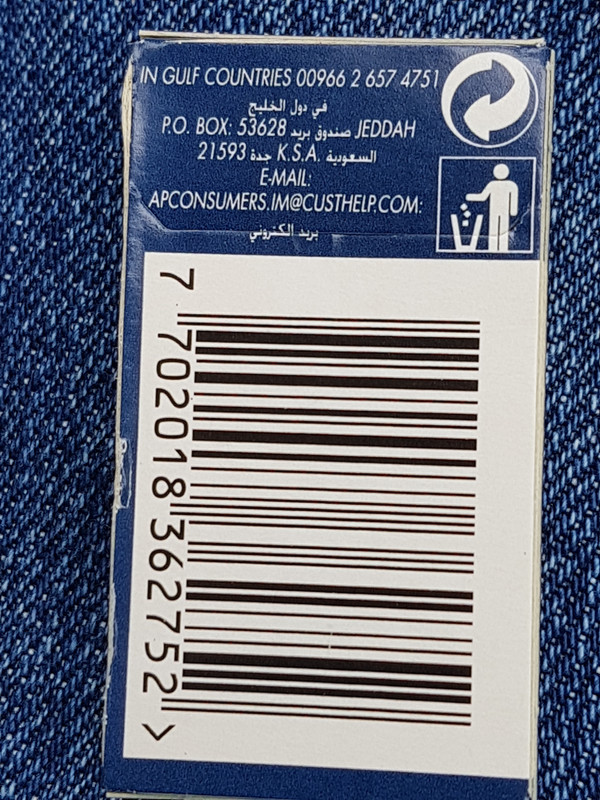 IN GULF COUNTRIES 00966 2 657 4751
في دول الخليج
P.O. BOX: 53628 صندوق بريد JEDDAH
21593 جدة K.S.A. السعودية
E-MAIL:
APCONSUMERS.IM@CUSTHELP.COM:
بريد الكتروني
7 702018 362752 >